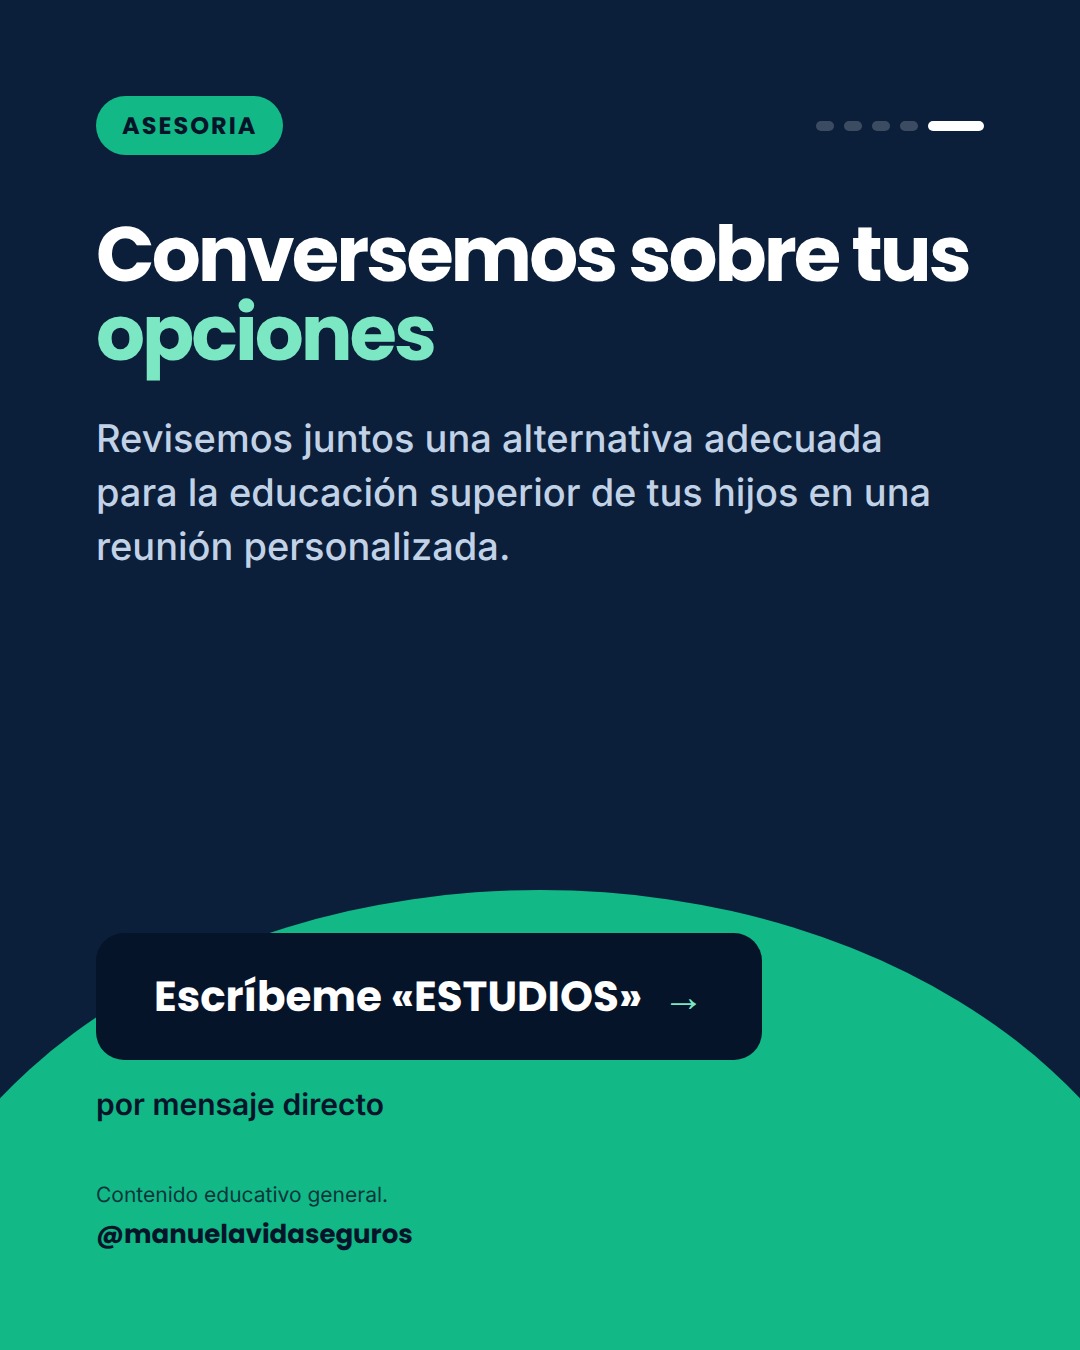 ASESORIA
Conversemos sobre tus
opciones
Revisemos juntos una alternativa adecuada
para la educación superior de tus hijos en una
reunión personalizada.
Escríbeme «ESTUDIOS» →
por mensaje directo
Contenido educativo general.
@manuelavidaseguros